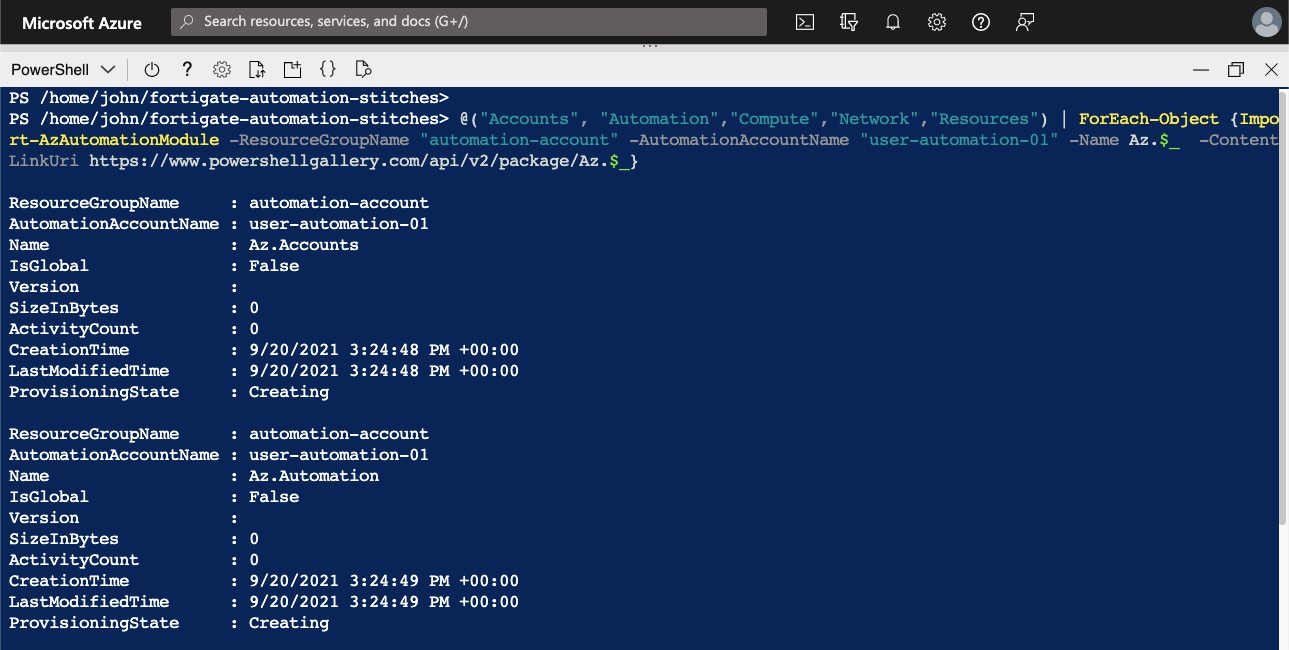 Microsoft Azure
Search resources, services, and docs (G+/)
PowerShell
PS /home/john/fortigate-automation-stitches>
PS /home/john/fortigate-automation-stitches> @("Accounts", "Automation","Compute","Network","Resources") | ForEach-Object {Impo
rt-AzAutomationModule -ResourceGroupName "automation-account" -AutomationAccountName "user-automation-01" -Name Az.$_  -Content
LinkUri https://www.powershellgallery.com/api/v2/package/Az.$_}
ResourceGroupName     : automation-account
AutomationAccountName : user-automation-01
Name                  : Az.Accounts
IsGlobal              : False
Version               :
SizeInBytes           : 0
ActivityCount         : 0
CreationTime          : 9/20/2021 3:24:48 PM +00:00
LastModifiedTime      : 9/20/2021 3:24:48 PM +00:00
ProvisioningState     : Creating
ResourceGroupName     : automation-account
AutomationAccountName : user-automation-01
Name                  : Az.Automation
IsGlobal              : False
Version               :
SizeInBytes           : 0
ActivityCount         : 0
CreationTime          : 9/20/2021 3:24:49 PM +00:00
LastModifiedTime      : 9/20/2021 3:24:49 PM +00:00
ProvisioningState     : Creating